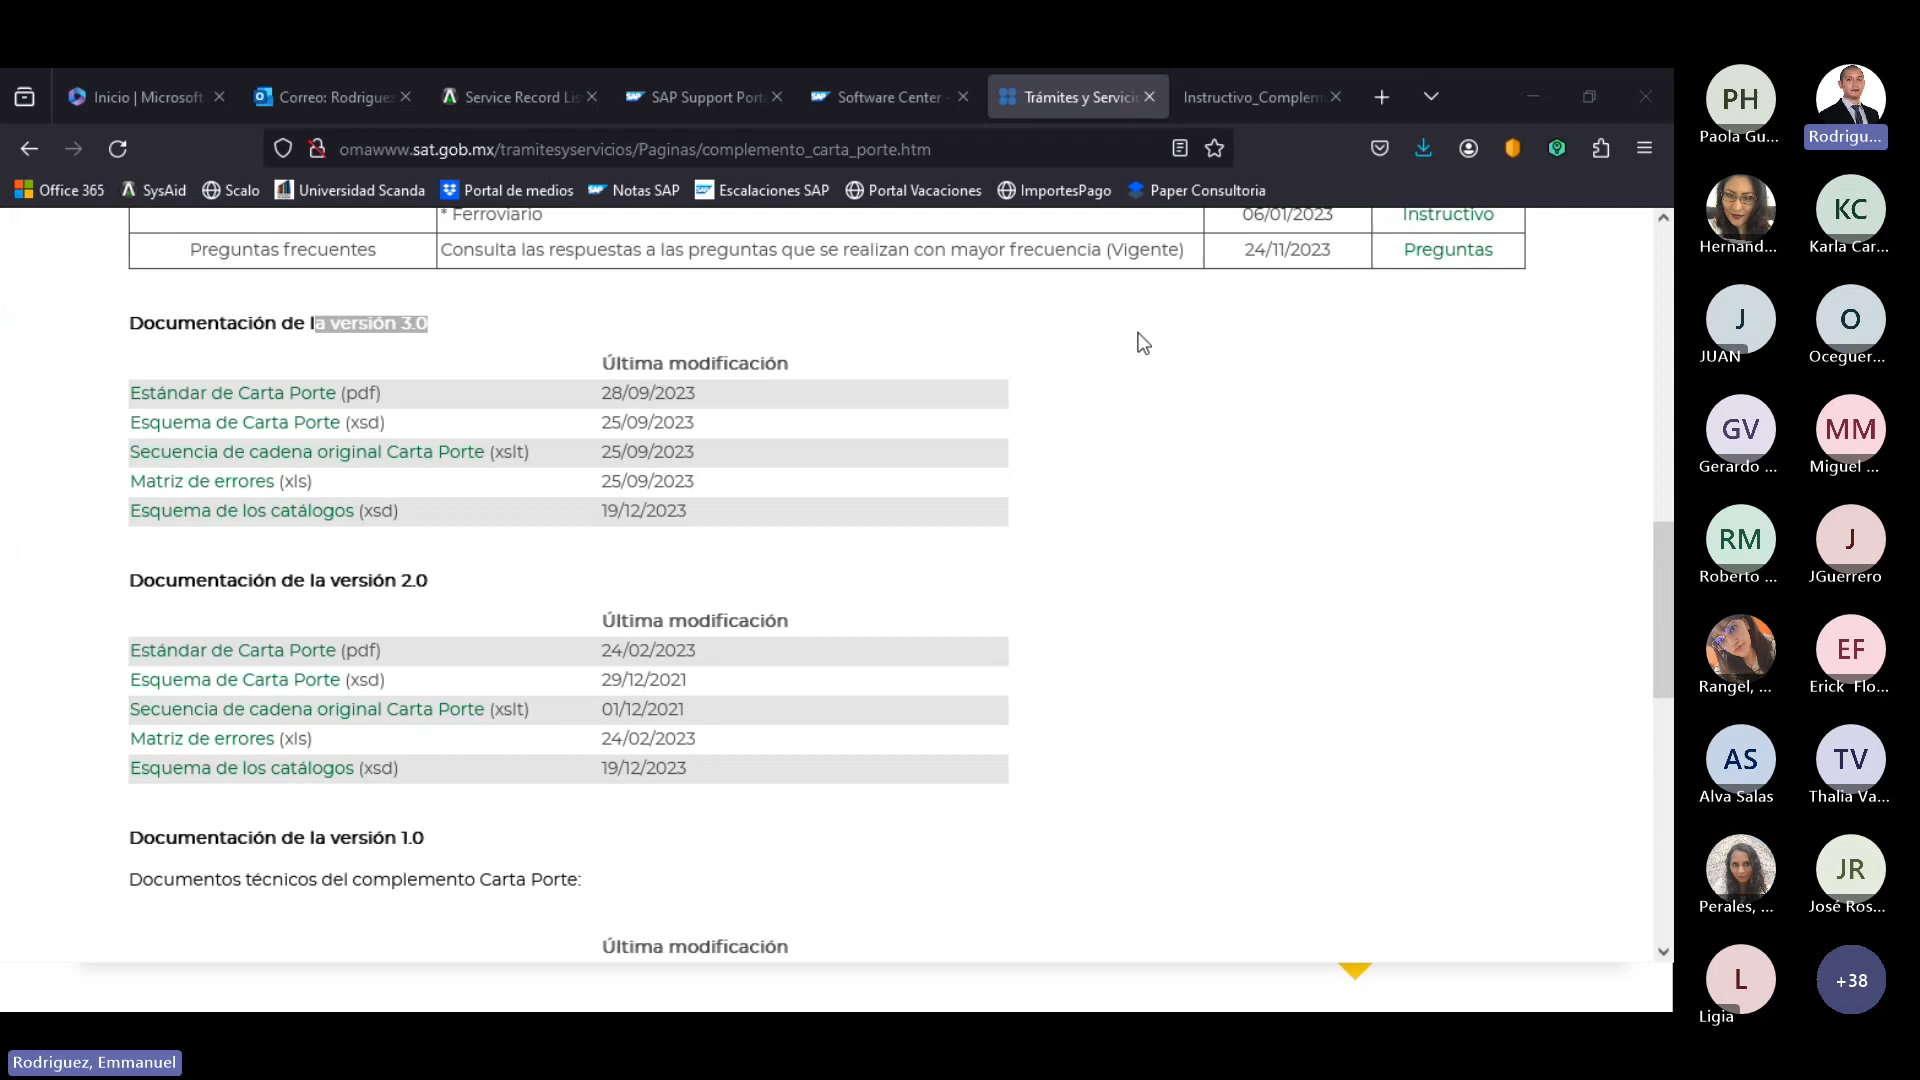 Inicio | Microsoft
Correo: Rodrigue
Service Record Lis
SAP Support Port
Software Center -
Trámites y Servici
Instructivo_Complem
omawww.sat.gob.mx/tramitesyservicios/Paginas/complemento_carta_porte.htm
Office 365
SysAid
Scalo
Universidad Scanda
Portal de medios
Notas SAP
Escalaciones SAP
Portal Vacaciones
ImportesPago
Paper Consultoria
* Ferroviario
06/01/2023
Instructivo
Preguntas frecuentes
Consulta las respuestas a las preguntas que se realizan con mayor frecuencia (Vigente)
24/11/2023
Preguntas
Documentación de la versión 3.0
Última modificación
Estándar de Carta Porte (pdf) 28/09/2023
Esquema de Carta Porte (xsd) 25/09/2023
Secuencia de cadena original Carta Porte (xslt) 25/09/2023
Matriz de errores (xls) 25/09/2023
Esquema de los catálogos (xsd) 19/12/2023
Documentación de la versión 2.0
Última modificación
Estándar de Carta Porte (pdf) 24/02/2023
Esquema de Carta Porte (xsd) 29/12/2021
Secuencia de cadena original Carta Porte (xslt) 01/12/2021
Matriz de errores (xls) 24/02/2023
Esquema de los catálogos (xsd) 19/12/2023
Documentación de la versión 1.0
Documentos técnicos del complemento Carta Porte:
Última modificación
PH
Paola Gu...
Rodrigu...
Hernánd...
KC
Karla Car...
J
JUAN
O
Oceguer...
GV
Gerardo ...
MM
Miguel ...
RM
Roberto ...
J
JGuerrero
Rangel, ...
EF
Erick Flo...
AS
Alva Salas
TV
Thalia Va...
Perales, ...
JR
José Ros...
L
Ligia
+38
Rodriguez, Emmanuel